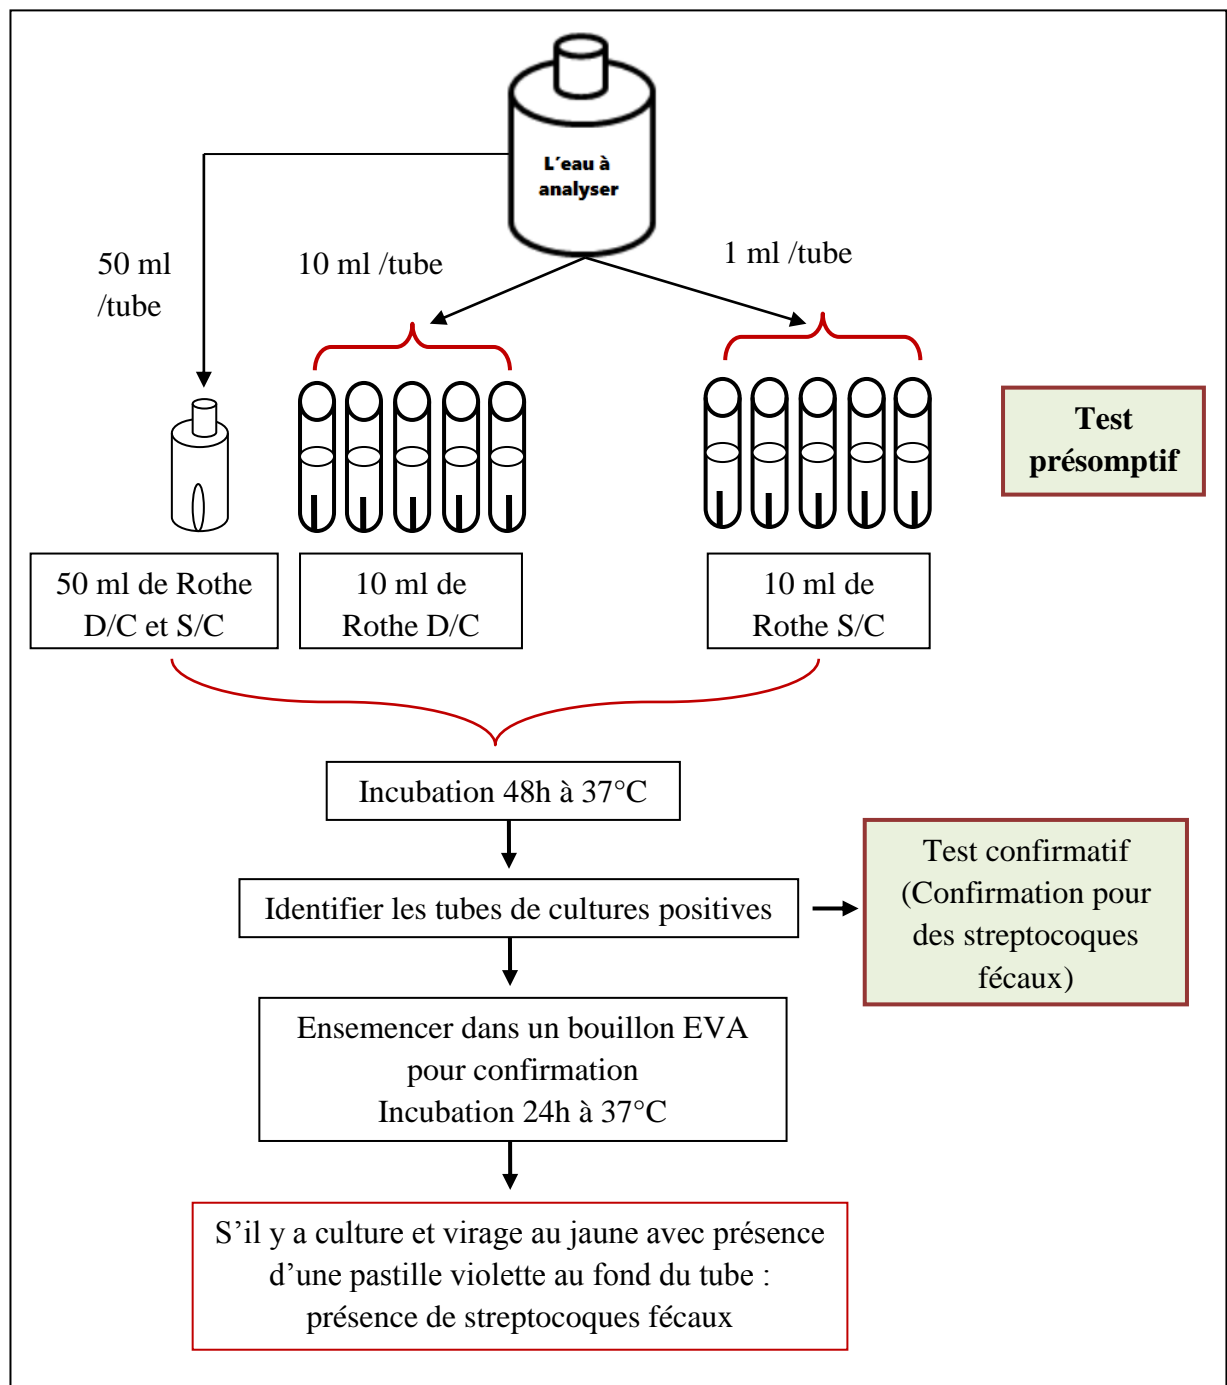 L´eau à
analyser
50 ml
/tube
10 ml /tube
1 ml /tube
Test
présomptif
50 ml de Rothe
D/C et S/C
10 ml de
Rothe D/C
10 ml de
Rothe S/C
Incubation 48h à 37°C
Identifier les tubes de cultures positives
Test confirmatif
(Confirmation pour
des streptocoques
fécaux)
Ensemencer dans un bouillon EVA
pour confirmation
Incubation 24h à 37°C
S’il y a culture et virage au jaune avec présence
d’une pastille violette au fond du tube :
présence de streptocoques fécaux